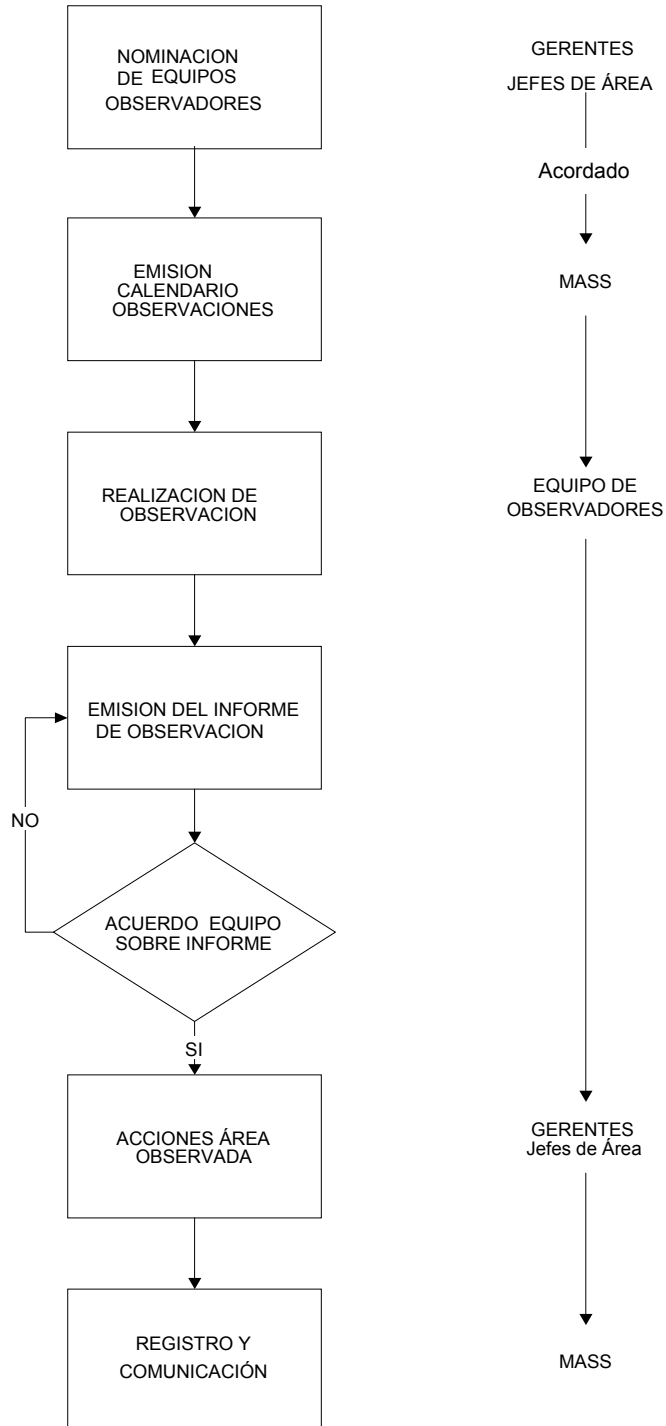 NOMINACION
DE EQUIPOS
OBSERVADORES
GERENTES
JEFES DE ÁREA
Acordado
EMISION
CALENDARIO
OBSERVACIONES
MASS
REALIZACION DE
OBSERVACION
EQUIPO DE
OBSERVADORES
EMISION DEL INFORME
DE OBSERVACION
NO
ACUERDO EQUIPO
SOBRE INFORME
SI
ACCIONES ÁREA
OBSERVADA
GERENTES
Jefes de Área
REGISTRO Y
COMUNICACIÓN
MASS